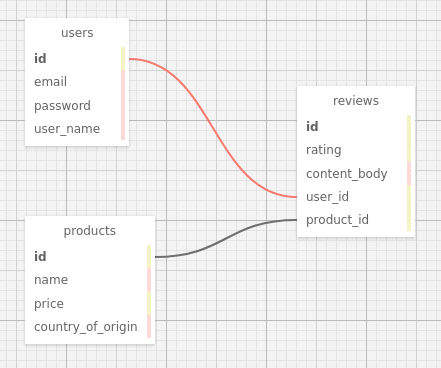 users
id
email
password
user_name
reviews
id
rating
content_body
user_id
product_id
products
id
name
price
country_of_origin